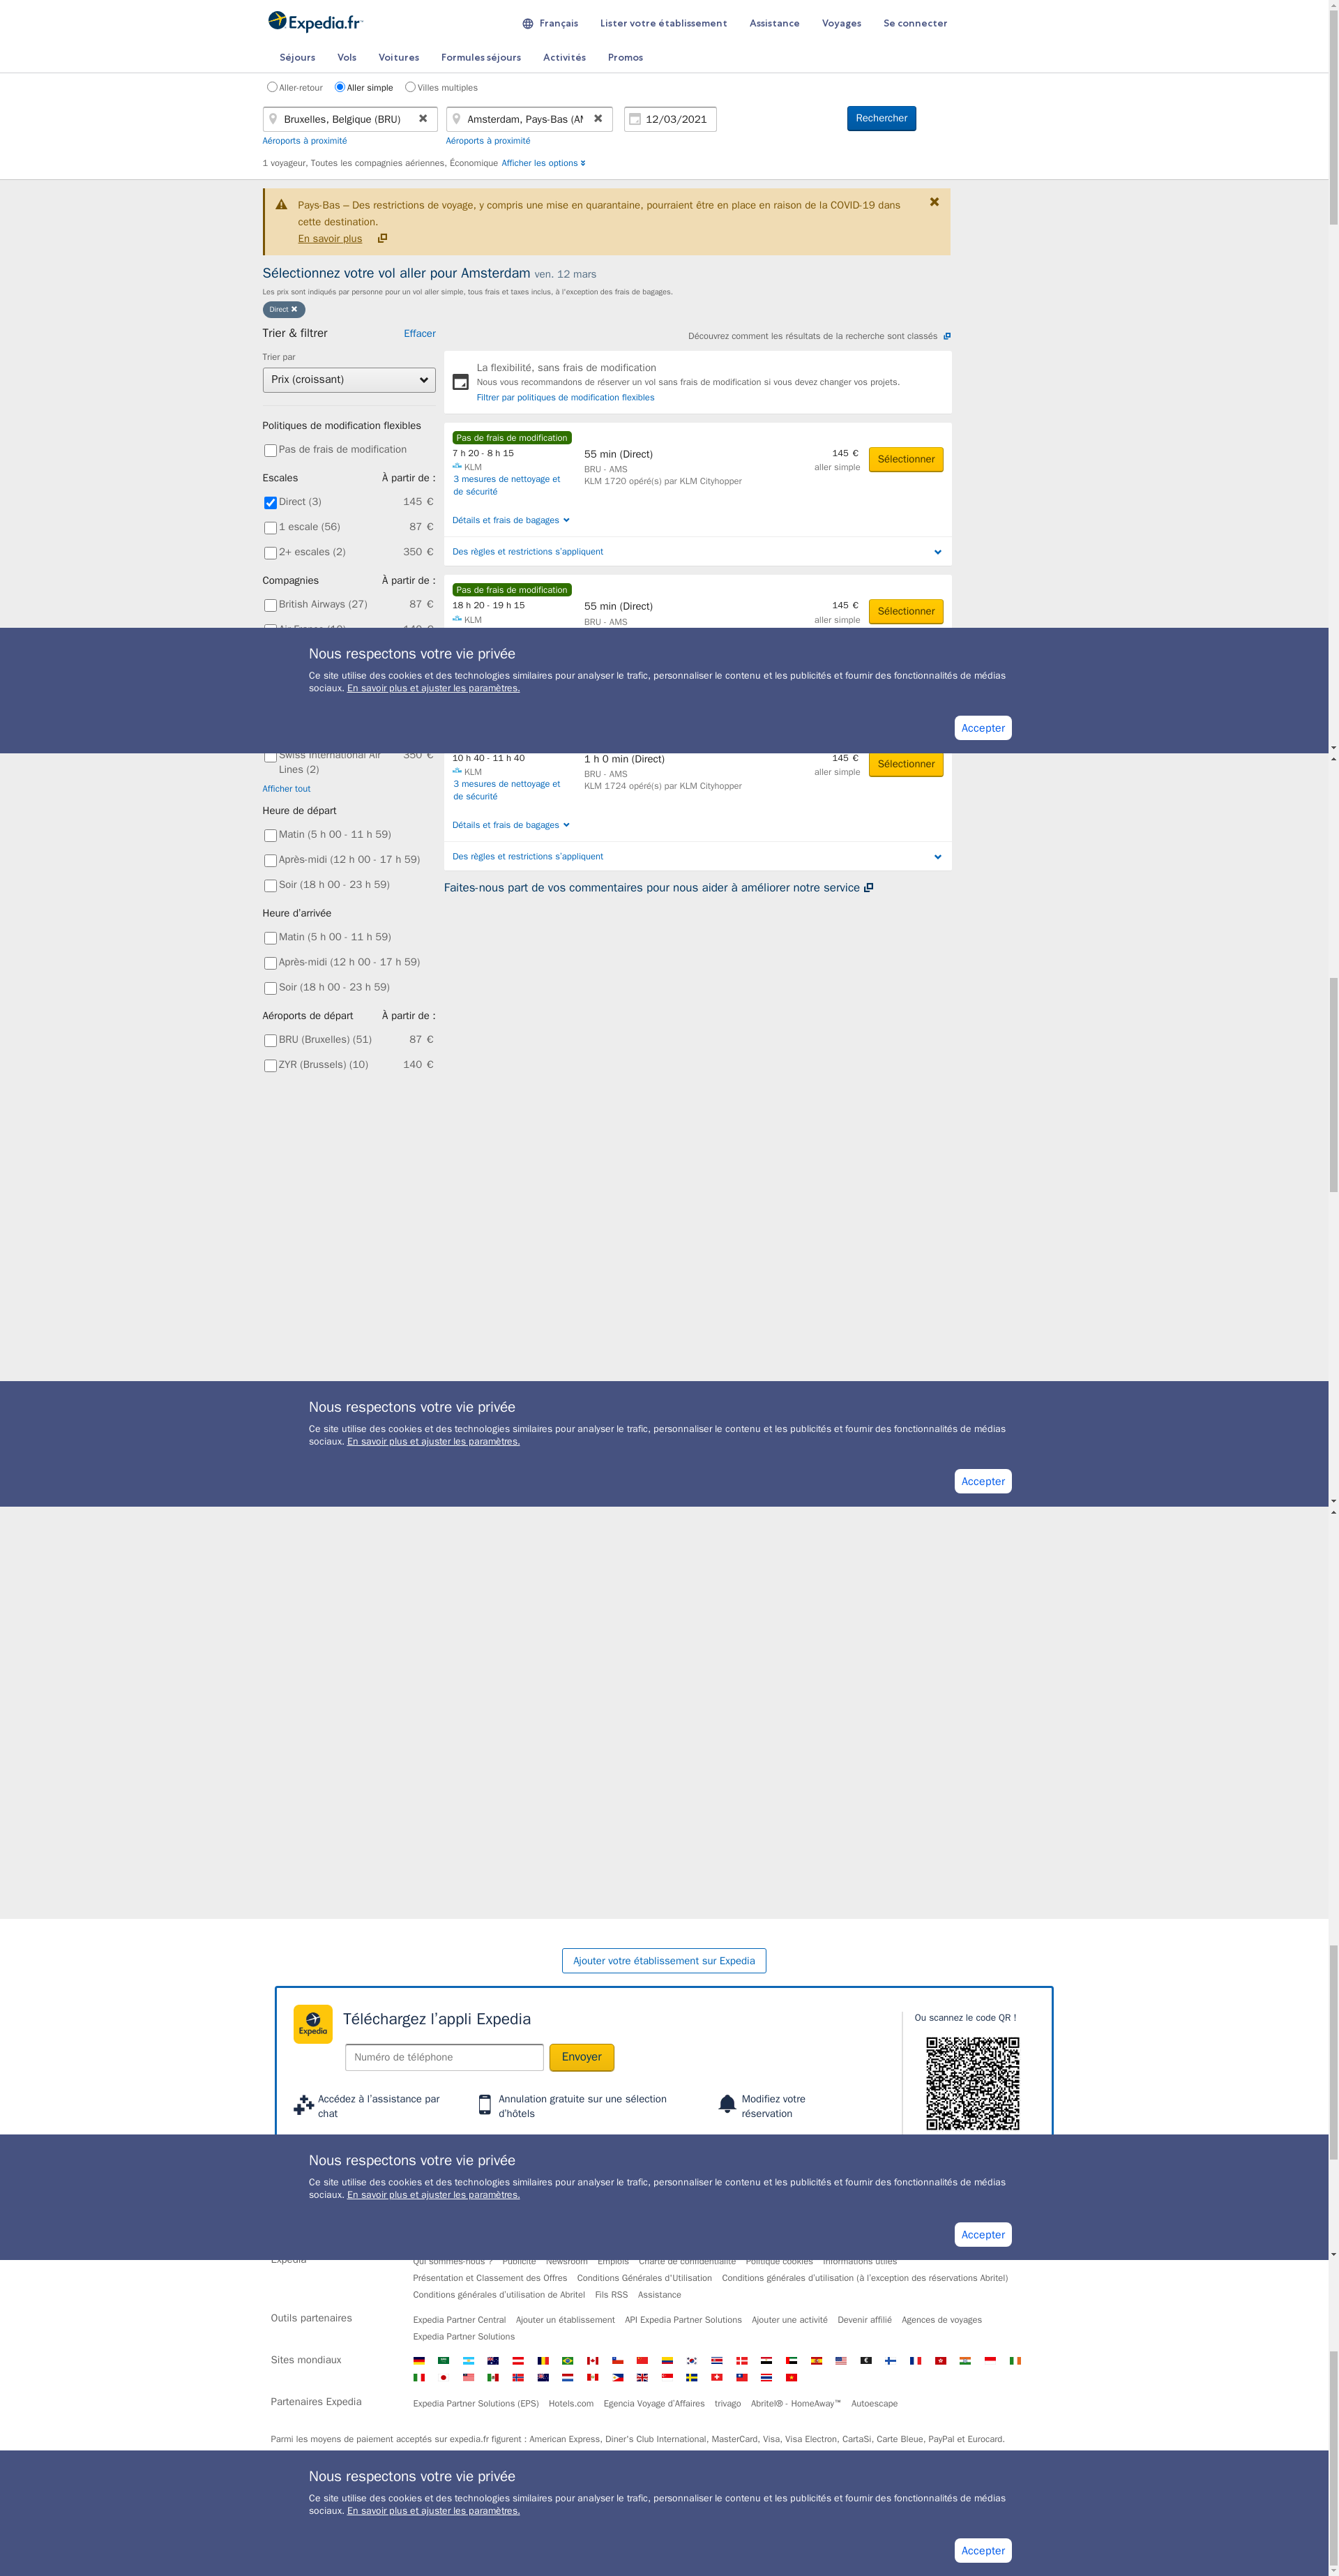 Expedia.fr
Français Lister votre établissement Assistance Voyages Se connecter
Séjours Vols Voitures Formules séjours Activités Promos
Aller-retour Aller simple Villes multiples
Bruxelles, Belgique (BRU) Amsterdam, Pays-Bas (AM 12/03/2021 Rechercher
Aéroports à proximité Aéroports à proximité
1 voyageur, Toutes les compagnies aériennes, Économique Afficher les options
Pays-Bas – Des restrictions de voyage, y compris une mise en quarantaine, pourraient être en place en raison de la COVID-19 dans
cette destination.
En savoir plus
Sélectionnez votre vol aller pour Amsterdam ven. 12 mars
Les prix sont indiqués par personne pour un vol aller simple, tous frais et taxes inclus, à l'exception des frais de bagages.
Direct
Trier & filtrer Effacer
Découvrez comment les résultats de la recherche sont classés
Trier par
Prix (croissant)
Politiques de modification flexibles
Pas de frais de modification
Escales À partir de :
Direct (3) 145 €
1 escale (56) 87 €
2+ escales (2) 350 €
Compagnies À partir de :
British Airways (27) 87 €
La flexibilité, sans frais de modification
Nous vous recommandons de réserver un vol sans frais de modification si vous devez changer vos projets.
Filtrer par politiques de modification flexibles
Pas de frais de modification
7 h 20 - 8 h 15 55 min (Direct) 145 € Sélectionner
KLM BRU - AMS aller simple
3 mesures de nettoyage et KLM 1720 opéré(s) par KLM Cityhopper
de sécurité
Détails et frais de bagages
Des règles et restrictions s'appliquent
Pas de frais de modification
18 h 20 - 19 h 15 55 min (Direct) 145 € Sélectionner
KLM BRU - AMS aller simple
Nous respectons votre vie privée
Ce site utilise des cookies et des technologies similaires pour analyser le trafic, personnaliser le contenu et les publicités et fournir des fonctionnalités de médias
sociaux. En savoir plus et ajuster les paramètres.
Accepter
Swiss International Air 350 €
Lines (2)
Afficher tout
Heure de départ
Matin (5 h 00 - 11 h 59)
Après-midi (12 h 00 - 17 h 59)
Soir (18 h 00 - 23 h 59)
Heure d'arrivée
Matin (5 h 00 - 11 h 59)
Après-midi (12 h 00 - 17 h 59)
Soir (18 h 00 - 23 h 59)
Aéroports de départ À partir de :
BRU (Bruxelles) (51) 87 €
ZYR (Brussels) (10) 140 €
10 h 40 - 11 h 40 1 h 0 min (Direct) 145 € Sélectionner
KLM BRU - AMS aller simple
3 mesures de nettoyage et KLM 1724 opéré(s) par KLM Cityhopper
de sécurité
Détails et frais de bagages
Des règles et restrictions s'appliquent
Faites-nous part de vos commentaires pour nous aider à améliorer notre service
Nous respectons votre vie privée
Ce site utilise des cookies et des technologies similaires pour analyser le trafic, personnaliser le contenu et les publicités et fournir des fonctionnalités de médias
sociaux. En savoir plus et ajuster les paramètres.
Accepter
Ajouter votre établissement sur Expedia
Expedia
Téléchargez l'appli Expedia
Ou scannez le code QR !
Numéro de téléphone Envoyer
Accédez à l'assistance par
chat
Annulation gratuite sur une sélection
d'hôtels
Modifiez votre
réservation
Nous respectons votre vie privée
Ce site utilise des cookies et des technologies similaires pour analyser le trafic, personnaliser le contenu et les publicités et fournir des fonctionnalités de médias
sociaux. En savoir plus et ajuster les paramètres.
Accepter
Expedia Qui sommes-nous ? Publicité Newsroom Emplois Charte de confidentialité Politique cookies Informations utiles
Présentation et Classement des Offres Conditions Générales d'Utilisation Conditions générales d'utilisation (à l'exception des réservations Abritel)
Conditions générales d'utilisation de Abritel Fils RSS Assistance
Outils partenaires Expedia Partner Central Ajouter un établissement API Expedia Partner Solutions Ajouter une activité Devenir affilié Agences de voyages
Expedia Partner Solutions
Sites mondiaux
Partenaires Expedia Expedia Partner Solutions (EPS) Hotels.com Egencia Voyage d'Affaires trivago Abritel® - HomeAway™ Autoescape
Parmi les moyens de paiement acceptés sur expedia.fr figurent : American Express, Diner's Club International, MasterCard, Visa, Visa Electron, CartaSi, Carte Bleue, PayPal et Eurocard.
Nous respectons votre vie privée
Ce site utilise des cookies et des technologies similaires pour analyser le trafic, personnaliser le contenu et les publicités et fournir des fonctionnalités de médias
sociaux. En savoir plus et ajuster les paramètres.
Accepter